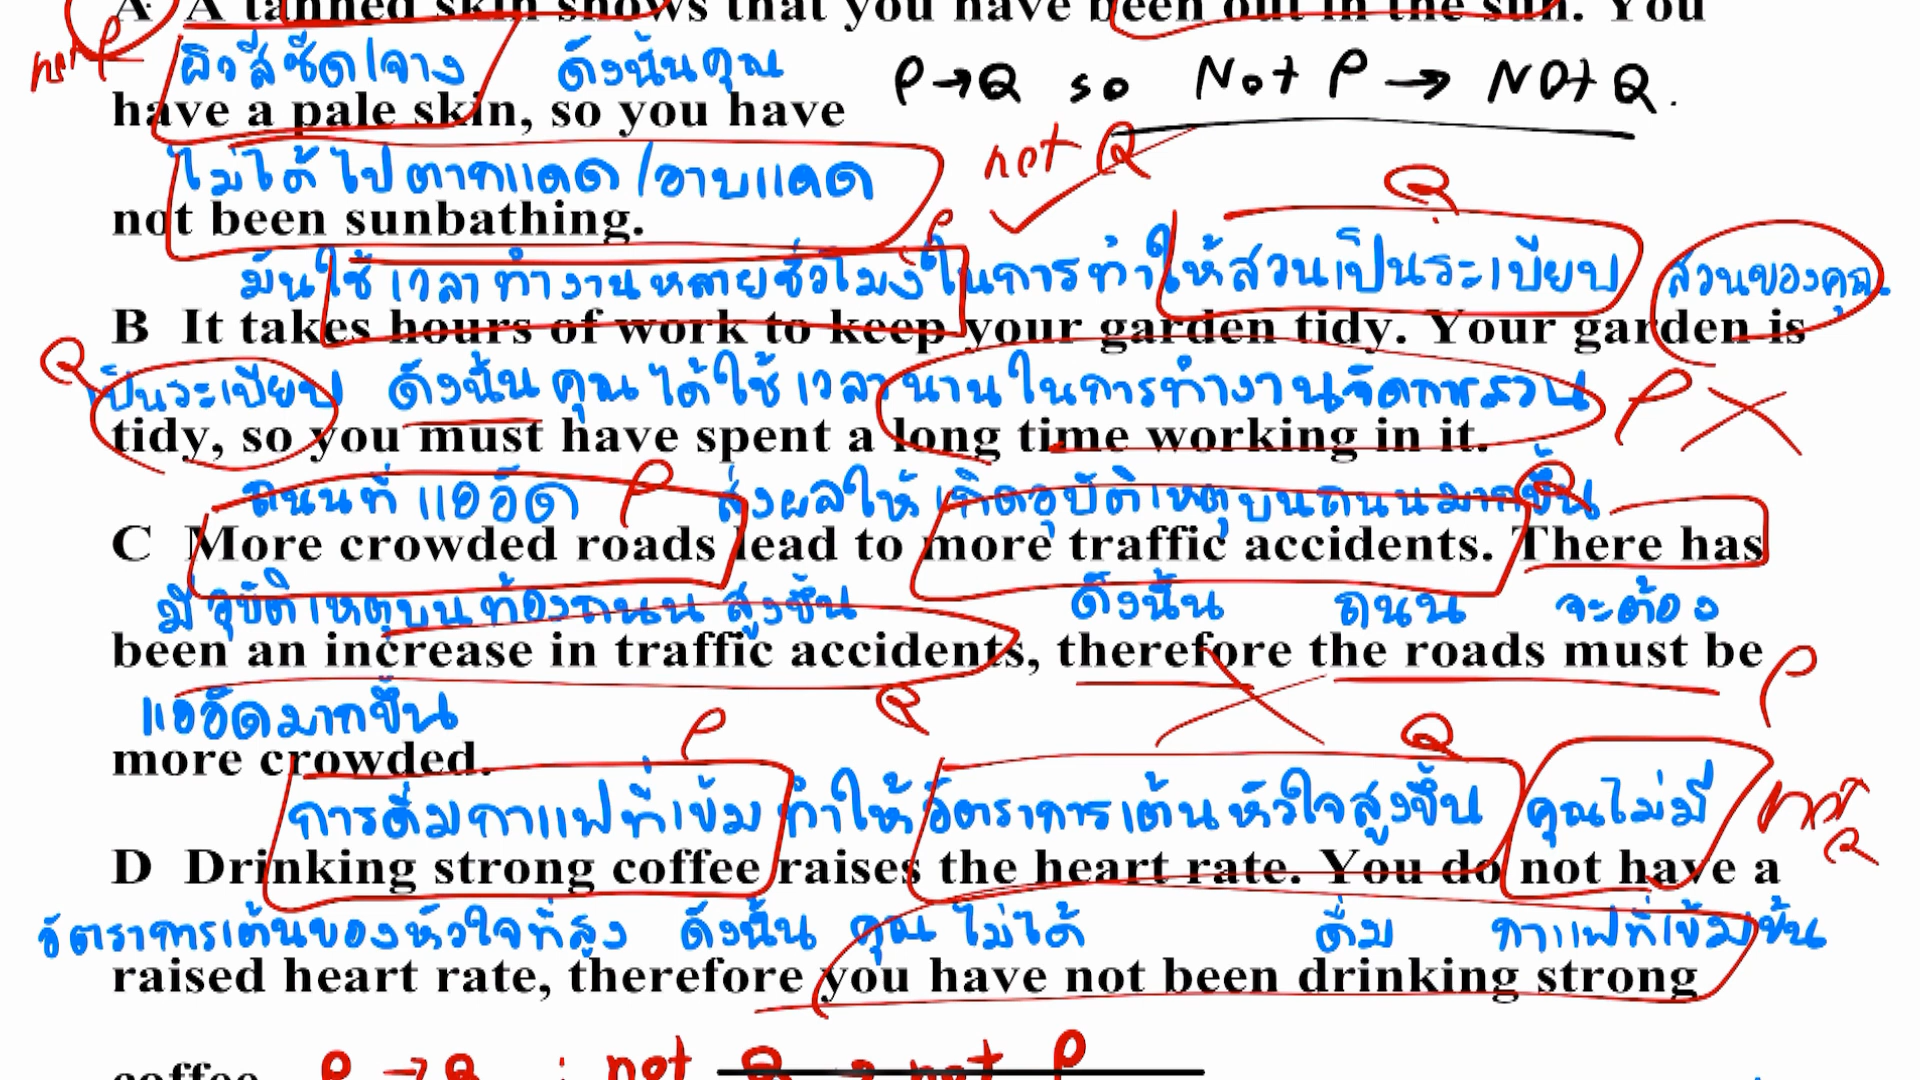 A A tanned skin shows that you have been out in the sun. You
not P ผิวสีซีด/จาง ดังนั้นคุณ P→Q so Not P → NOt Q.
have a pale skin, so you have
ไม่ได้ไปตากแดด/อาบแดด not Q
not been sunbathing.
P Q
มันใช้เวลาทำงานหลายชั่วโมงในการทำให้สวนเป็นระเบียบ สวนของคุณ
B It takes hours of work to keep your garden tidy. Your garden is
Q เป็นระเบียบ ดังนั้น คุณได้ใช้เวลานานในการทำงานจัดการสวน P
tidy, so you must have spent a long time working in it.
ถนนที่แออัด P ส่งผลให้เกิดอุบัติเหตุบนถนนมากขึ้น Q
C More crowded roads lead to more traffic accidents. There has
มีอุบัติเหตุบนท้องถนนสูงขึ้น ดังนั้น ถนน จะต้อง
been an increase in traffic accidents, therefore the roads must be
แออัดมากขึ้น Q P
more crowded.
P Q
การดื่มกาแฟที่เข้มทำให้อัตราการเต้นหัวใจสูงขึ้น คุณไม่มี not Q
D Drinking strong coffee raises the heart rate. You do not have a
อัตราการเต้นของหัวใจที่สูง ดังนั้น คุณไม่ได้ ดื่ม กาแฟที่เข้มข้น
raised heart rate, therefore you have not been drinking strong
coffee P → Q : not Q → not P